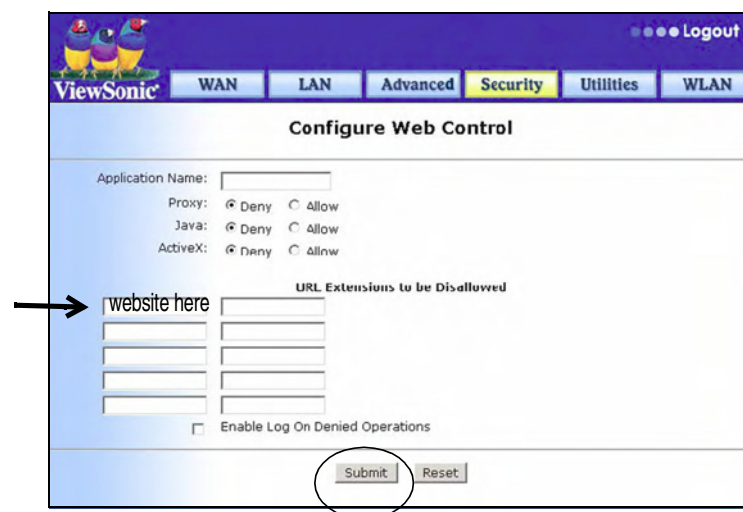 Logout
ViewSonic® WAN LAN Advanced Security Utilities WLAN
Configure Web Control
Application Name:
Proxy: Deny Allow
Java: Deny Allow
ActiveX: Deny Allow
URL Extensions to be Disallowed
website here
Enable Log On Denied Operations
Submit Reset